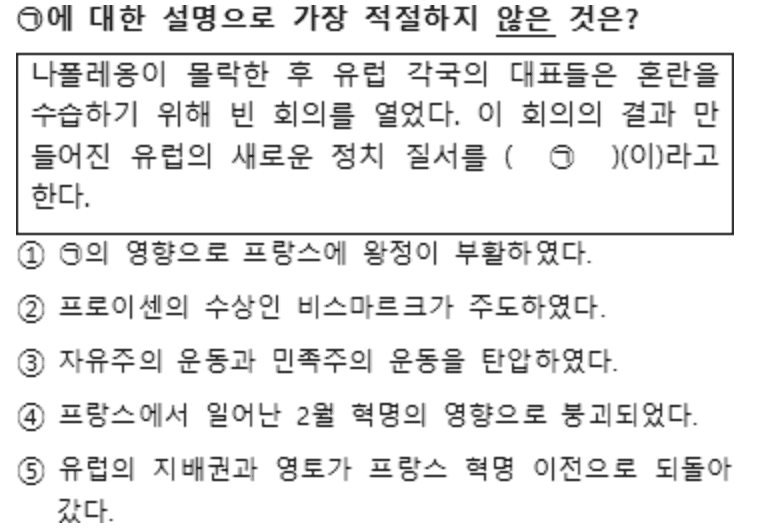 ㉠에 대한 설명으로 가장 적절하지 않은 것은?
나폴레옹이 몰락한 후 유럽 각국의 대표들은 혼란을
수습하기 위해 빈 회의를 열었다. 이 회의의 결과 만
들어진 유럽의 새로운 정치 질서를 ( ㉠ )(이)라고
한다.
① ㉠의 영향으로 프랑스에 왕정이 부활하였다.
② 프로이센의 수상인 비스마르크가 주도하였다.
③ 자유주의 운동과 민족주의 운동을 탄압하였다.
④ 프랑스에서 일어난 2월 혁명의 영향으로 붕괴되었다.
⑤ 유럽의 지배권과 영토가 프랑스 혁명 이전으로 되돌아
갔다.